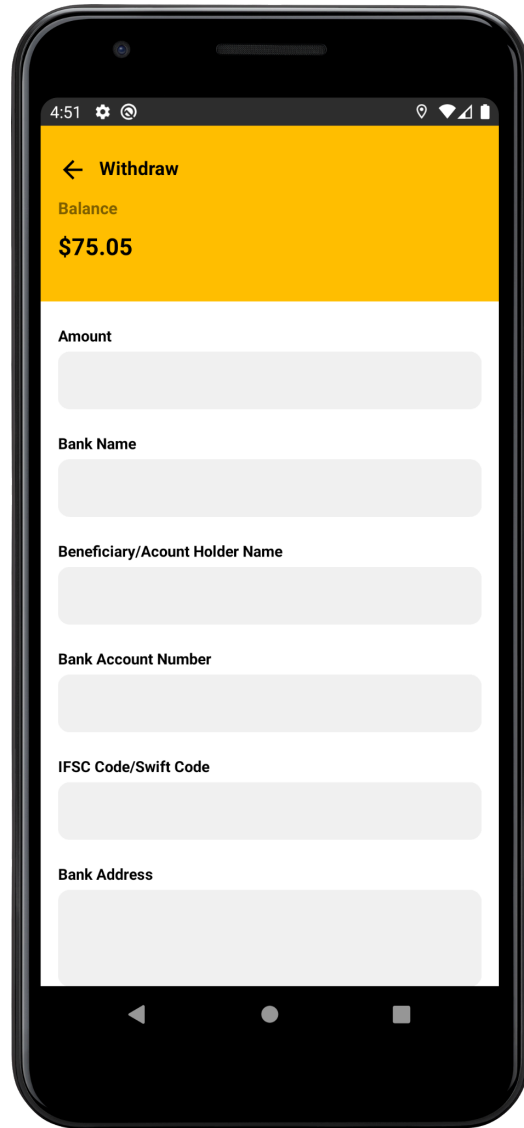 4:51
Withdraw
Balance
$75.05
Amount
Bank Name
Beneficiary/Acount Holder Name
Bank Account Number
IFSC Code/Swift Code
Bank Address